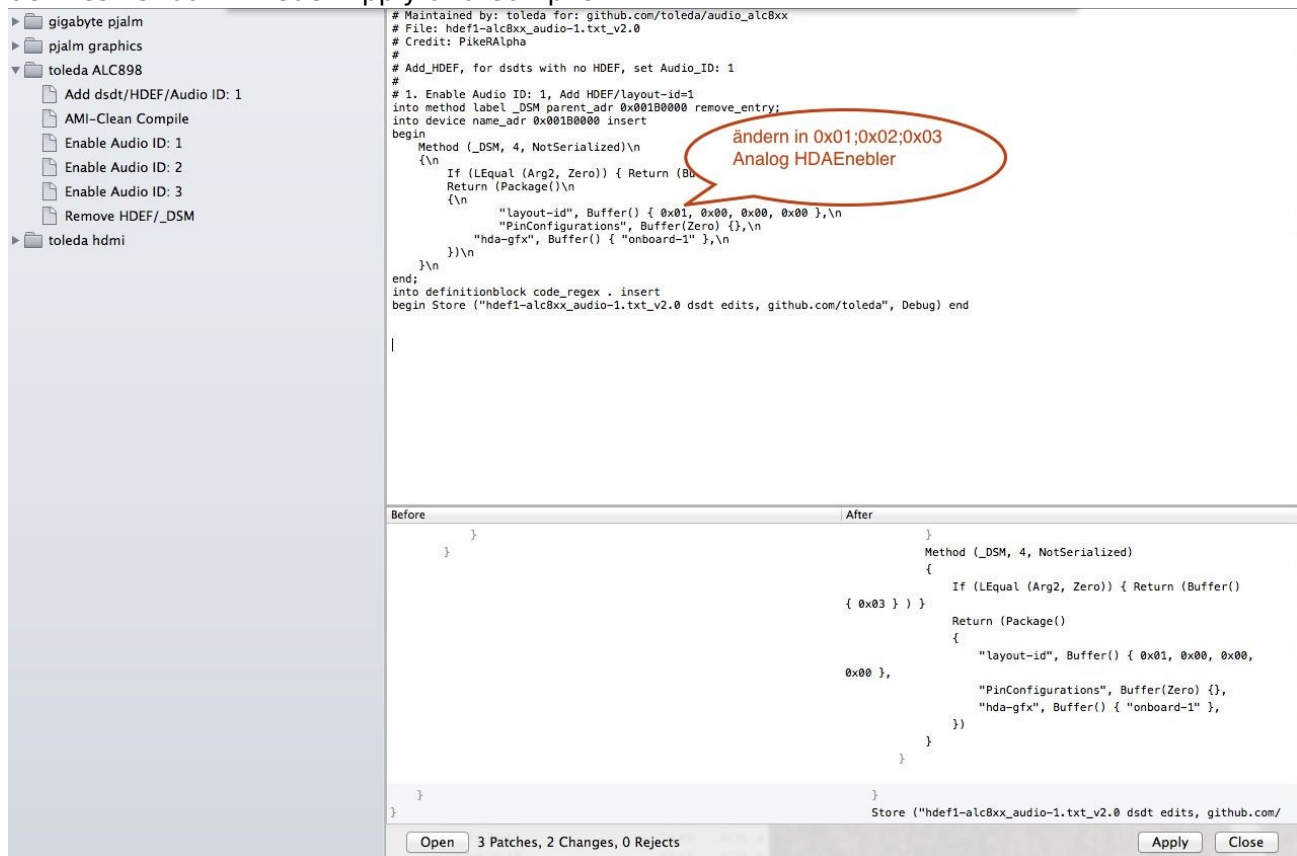 gigabyte pjalm
pjalm graphics
toleda ALC898
Add dsdt/HDEF/Audio ID: 1
AMI-Clean Compile
Enable Audio ID: 1
Enable Audio ID: 2
Enable Audio ID: 3
Remove HDEF/_DSM
toleda hdmi
# Maintained by: toleda for: github.com/toleda/audio_alc8xx
# File: hdef1-alc8xx_audio-1.txt_v2.0
# Credit: PikeRAlpha
#
# Add_HDEF, for dsdts with no HDEF, set Audio_ID: 1
#
# 1. Enable Audio ID: 1, Add HDEF/layout-id=1
into method label _DSM parent_adr 0x001B0000 remove_entry;
into device name_adr 0x001B0000 insert
begin
Method (_DSM, 4, NotSerialized)\n
{\n
If (LEqual (Arg2, Zero)) { Return (Bu
Return (Package()\n
{\n
"layout-id", Buffer() { 0x01, 0x00, 0x00, 0x00 },\n
"PinConfigurations", Buffer(Zero) {},\n
"hda-gfx", Buffer() { "onboard-1" },\n
})\n
}\n
end;
into definitionblock code_regex . insert
begin Store ("hdef1-alc8xx_audio-1.txt_v2.0 dsdt edits, github.com/toleda", Debug) end
ändern in 0x01;0x02;0x03
Analog HDAEnebler
Before
}
}
}
}
After
}
Method (_DSM, 4, NotSerialized)
{
If (LEqual (Arg2, Zero)) { Return (Buffer()
{ 0x03 } ) }
Return (Package()
{
"layout-id", Buffer() { 0x01, 0x00, 0x00,
0x00 },
"PinConfigurations", Buffer(Zero) {},
"hda-gfx", Buffer() { "onboard-1" },
})
}
}
}
Store ("hdef1-alc8xx_audio-1.txt_v2.0 dsdt edits, github.com/
Open 3 Patches, 2 Changes, 0 Rejects
Apply Close